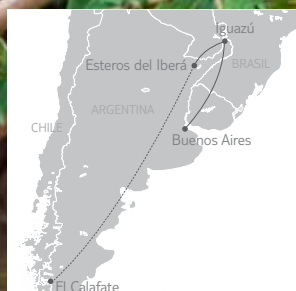 Iguazú
Esteros del Iberá
BRASIL
ARGENTINA
CHILE
Buenos Aires
El Calafate